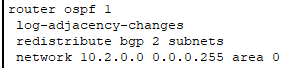 router ospf 1
log-adjacency-changes
redistribute bgp 2 subnets
network 10.2.0.0 0.0.0.255 area 0